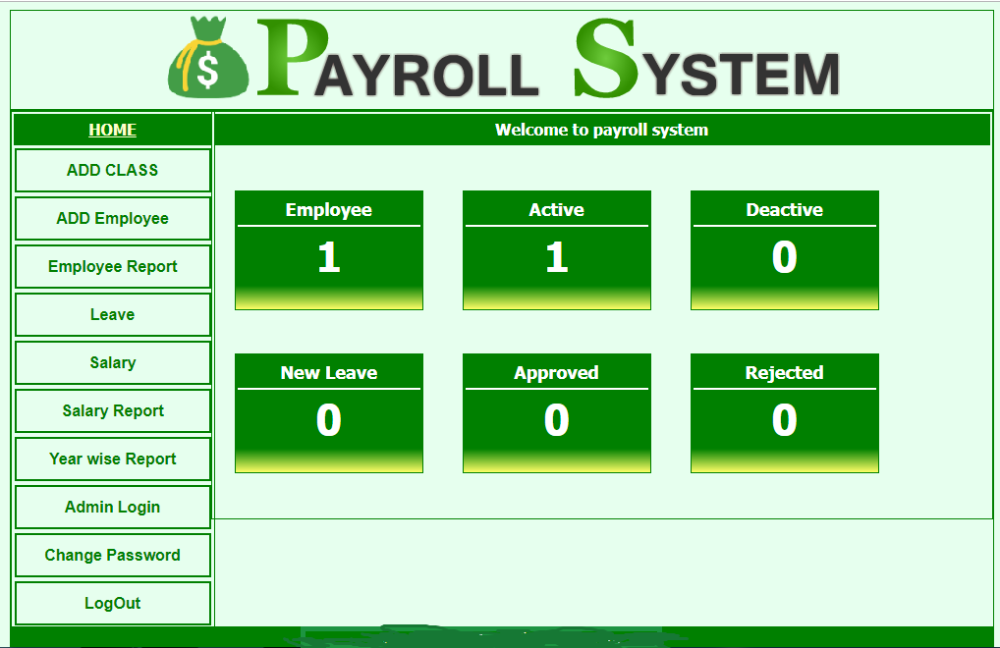 $ PAYROLL SYSTEM
HOME
Welcome to payroll system
ADD CLASS
ADD Employee
Employee Report
Leave
Salary
Salary Report
Year wise Report
Admin Login
Change Password
LogOut
Employee
1
Active
1
Deactive
0
New Leave
0
Approved
0
Rejected
0